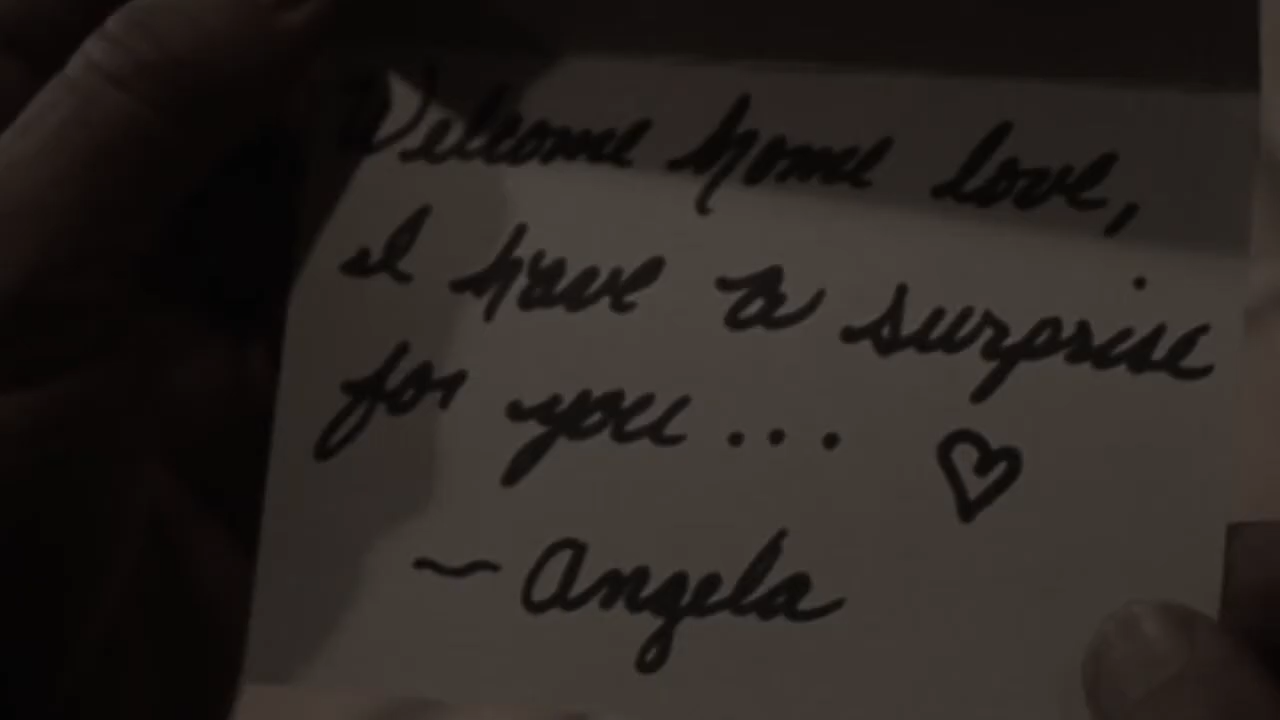 Welcome home love,
I have a surprise
for you... ♡
~ Angela